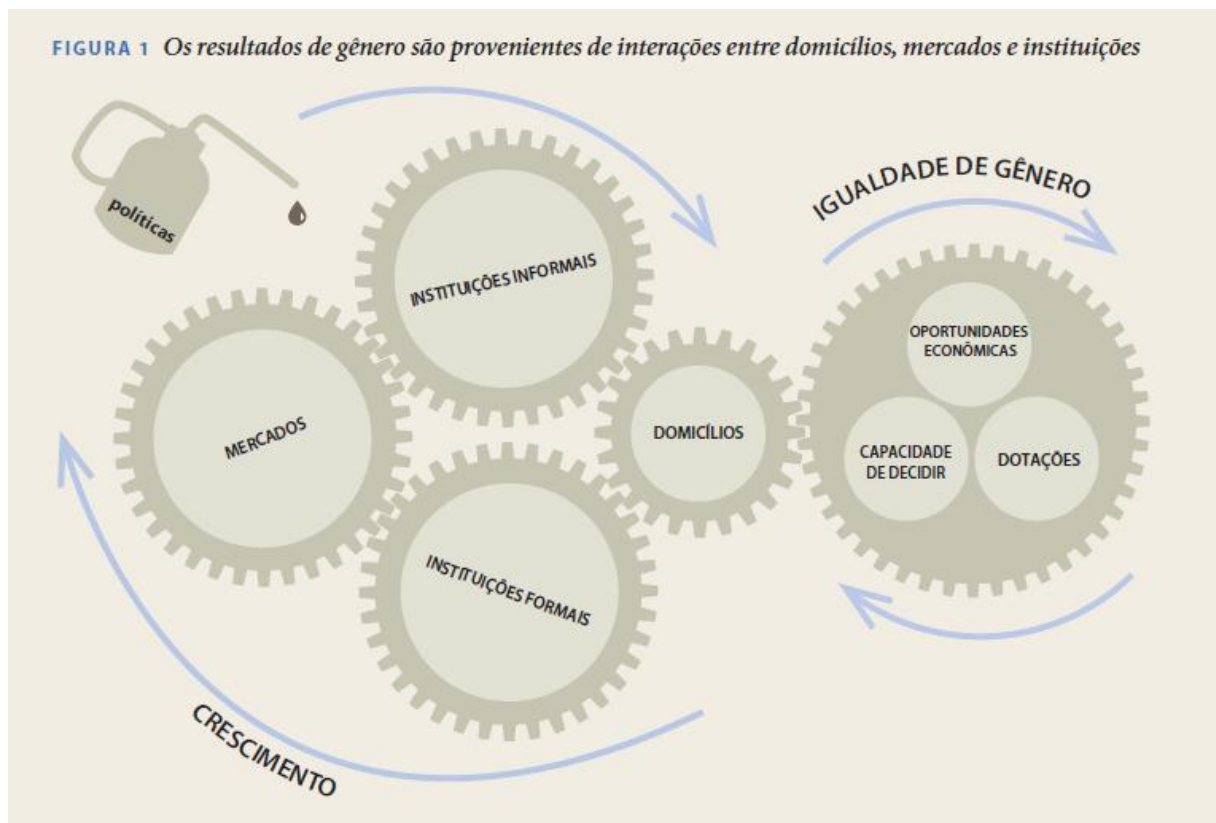 FIGURA 1 Os resultados de gênero são provenientes de interações entre domicílios, mercados e instituições
políticas
INSTITUIÇÕES INFORMAIS
IGUALDADE DE GÊNERO
OPORTUNIDADES
ECONÔMICAS
MERCADOS
DOMICÍLIOS
CAPACIDADE
DE DECIDIR
DOTAÇÕES
INSTITUIÇÕES FORMAIS
CRESCIMENTO